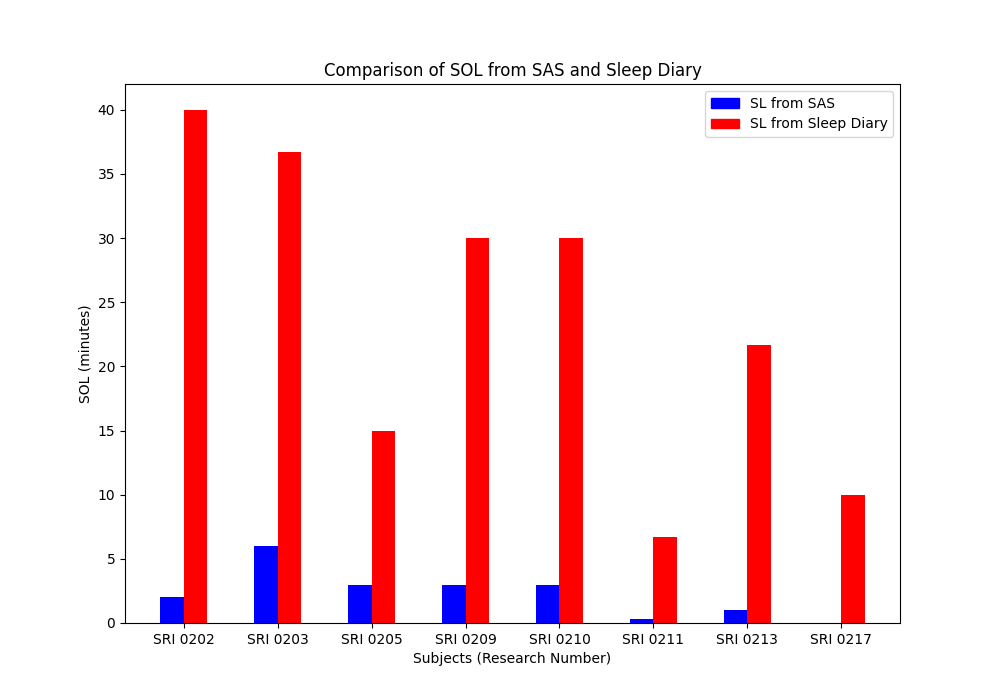 Comparison of SOL from SAS and Sleep Diary
SL from SAS
SL from Sleep Diary
SOL (minutes)
40
35
30
25
20
15
10
5
0
SRI 0202 SRI 0203 SRI 0205 SRI 0209 SRI 0210 SRI 0211 SRI 0213 SRI 0217
Subjects (Research Number)